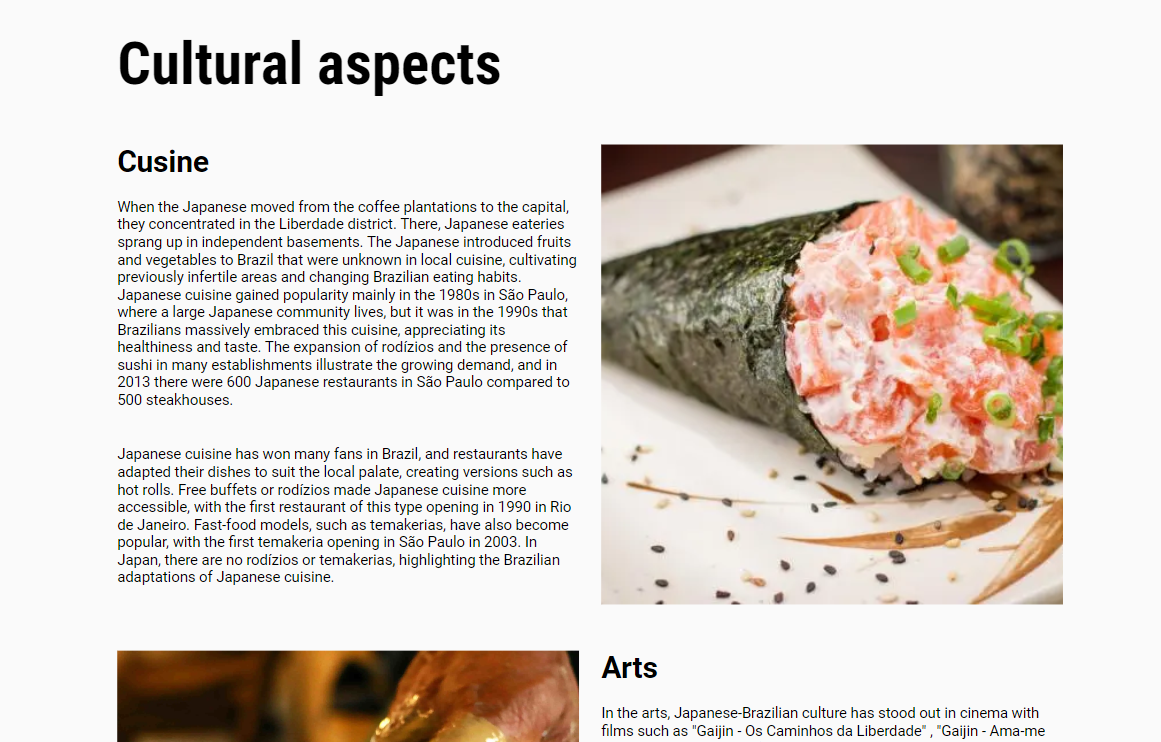 Cultural aspects
Cusine
When the Japanese moved from the coffee plantations to the capital,
they concentrated in the Liberdade district. There, Japanese eateries
sprang up in independent basements. The Japanese introduced fruits
and vegetables to Brazil that were unknown in local cuisine, cultivating
previously infertile areas and changing Brazilian eating habits.
Japanese cuisine gained popularity mainly in the 1980s in São Paulo,
where a large Japanese community lives, but it was in the 1990s that
Brazilians massively embraced this cuisine, appreciating its
healthiness and taste. The expansion of rodízios and the presence of
sushi in many establishments illustrate the growing demand, and in
2013 there were 600 Japanese restaurants in São Paulo compared to
500 steakhouses.
Japanese cuisine has won many fans in Brazil, and restaurants have
adapted their dishes to suit the local palate, creating versions such as
hot rolls. Free buffets or rodízios made Japanese cuisine more
accessible, with the first restaurant of this type opening in 1990 in Rio
de Janeiro. Fast-food models, such as temakerias, have also become
popular, with the first temakeria opening in São Paulo in 2003. In
Japan, there are no rodízios or temakerias, highlighting the Brazilian
adaptations of Japanese cuisine.
Arts
In the arts, Japanese-Brazilian culture has stood out in cinema with
films such as "Gaijin - Os Caminhos da Liberdade" , "Gaijin - Ama-me